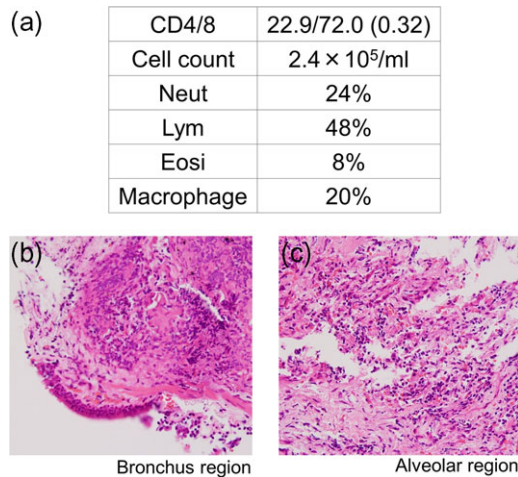 (a)
CD4/8 22.9/72.0 (0.32)
Cell count 2.4 × 10⁵/ml
Neut 24%
Lym 48%
Eosi 8%
Macrophage 20%
(b) (c)
Bronchus region Alveolar region